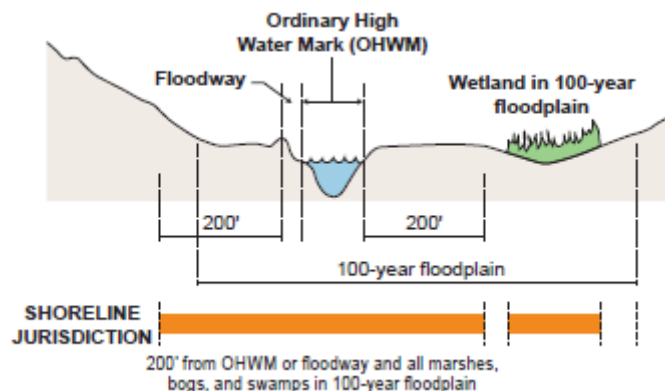 Ordinary High
Water Mark (OHWM)
Floodway
Wetland in 100-year
floodplain
200'
200'
100-year floodplain
SHORELINE
JURISDICTION
200' from OHWM or floodway and all marshes,
bogs, and swamps in 100-year floodplain